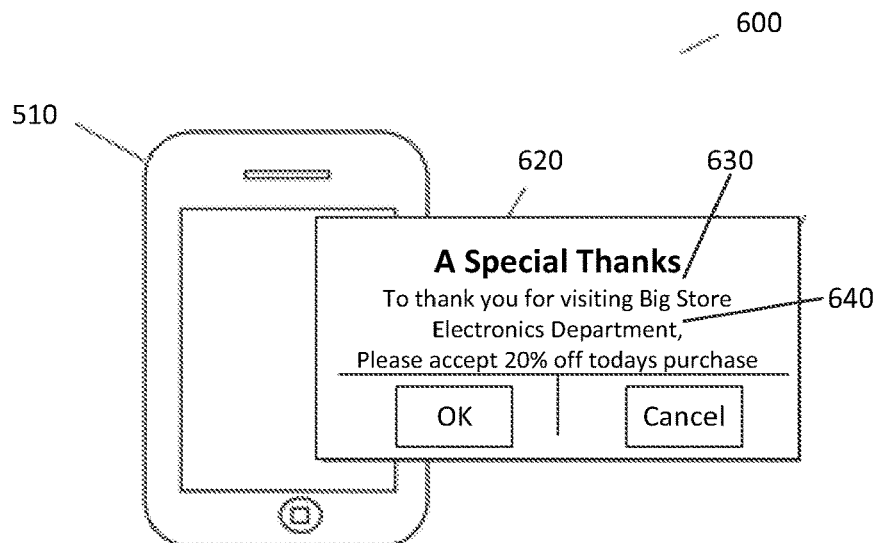 600
510
620
630
A Special Thanks
To thank you for visiting Big Store
640
Electronics Department,
Please accept 20% off todays purchase
OK
Cancel